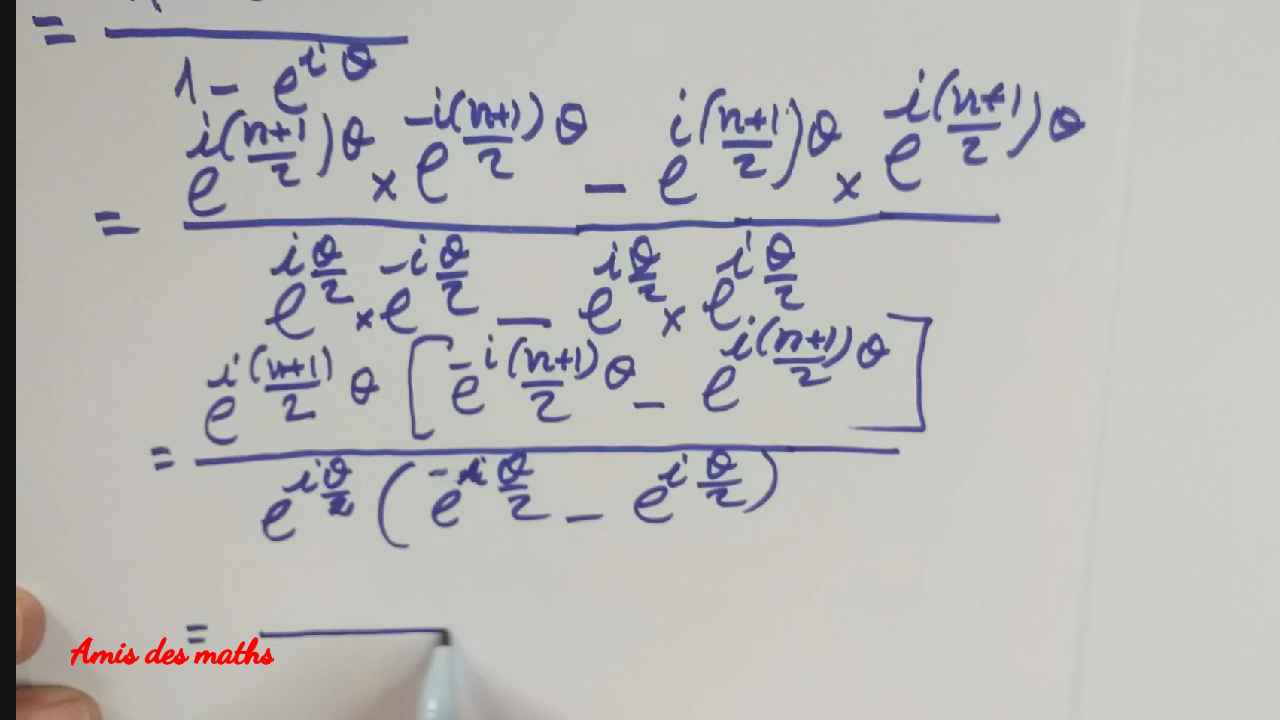 =
1 - e^{iθ}
= e^{i(n+1/2)θ} × e^{-i(n+1/2)θ} - e^{i(n+1/2)θ} × e^{i(n+1/2)θ}
e^{iθ/2} × e^{-iθ/2} - e^{iθ/2} × e^{iθ/2}
= e^{i(n+1)/2 θ} [e^{-i(n+1)/2 θ} - e^{i(n+1)/2 θ}]
e^{iθ/2} (e^{-iθ/2} - e^{iθ/2})
=
Amis des maths